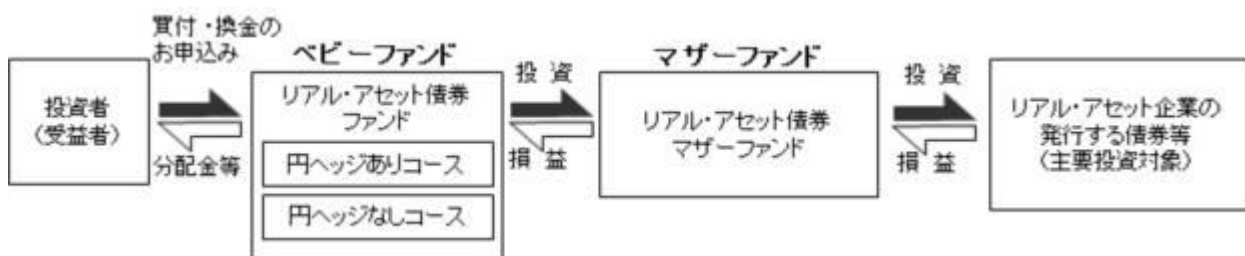 買付・換金の
お申込み
ベビーファンド
マザーファンド
投資者
(受益者)
分配金等
リアル・アセット債券
ファンド
円ヘッジありコース
円ヘッジなしコース
投資
損益
リアル・アセット債券
マザーファンド
投資
損益
リアル・アセット企業の
発行する債券等
(主要投資対象)